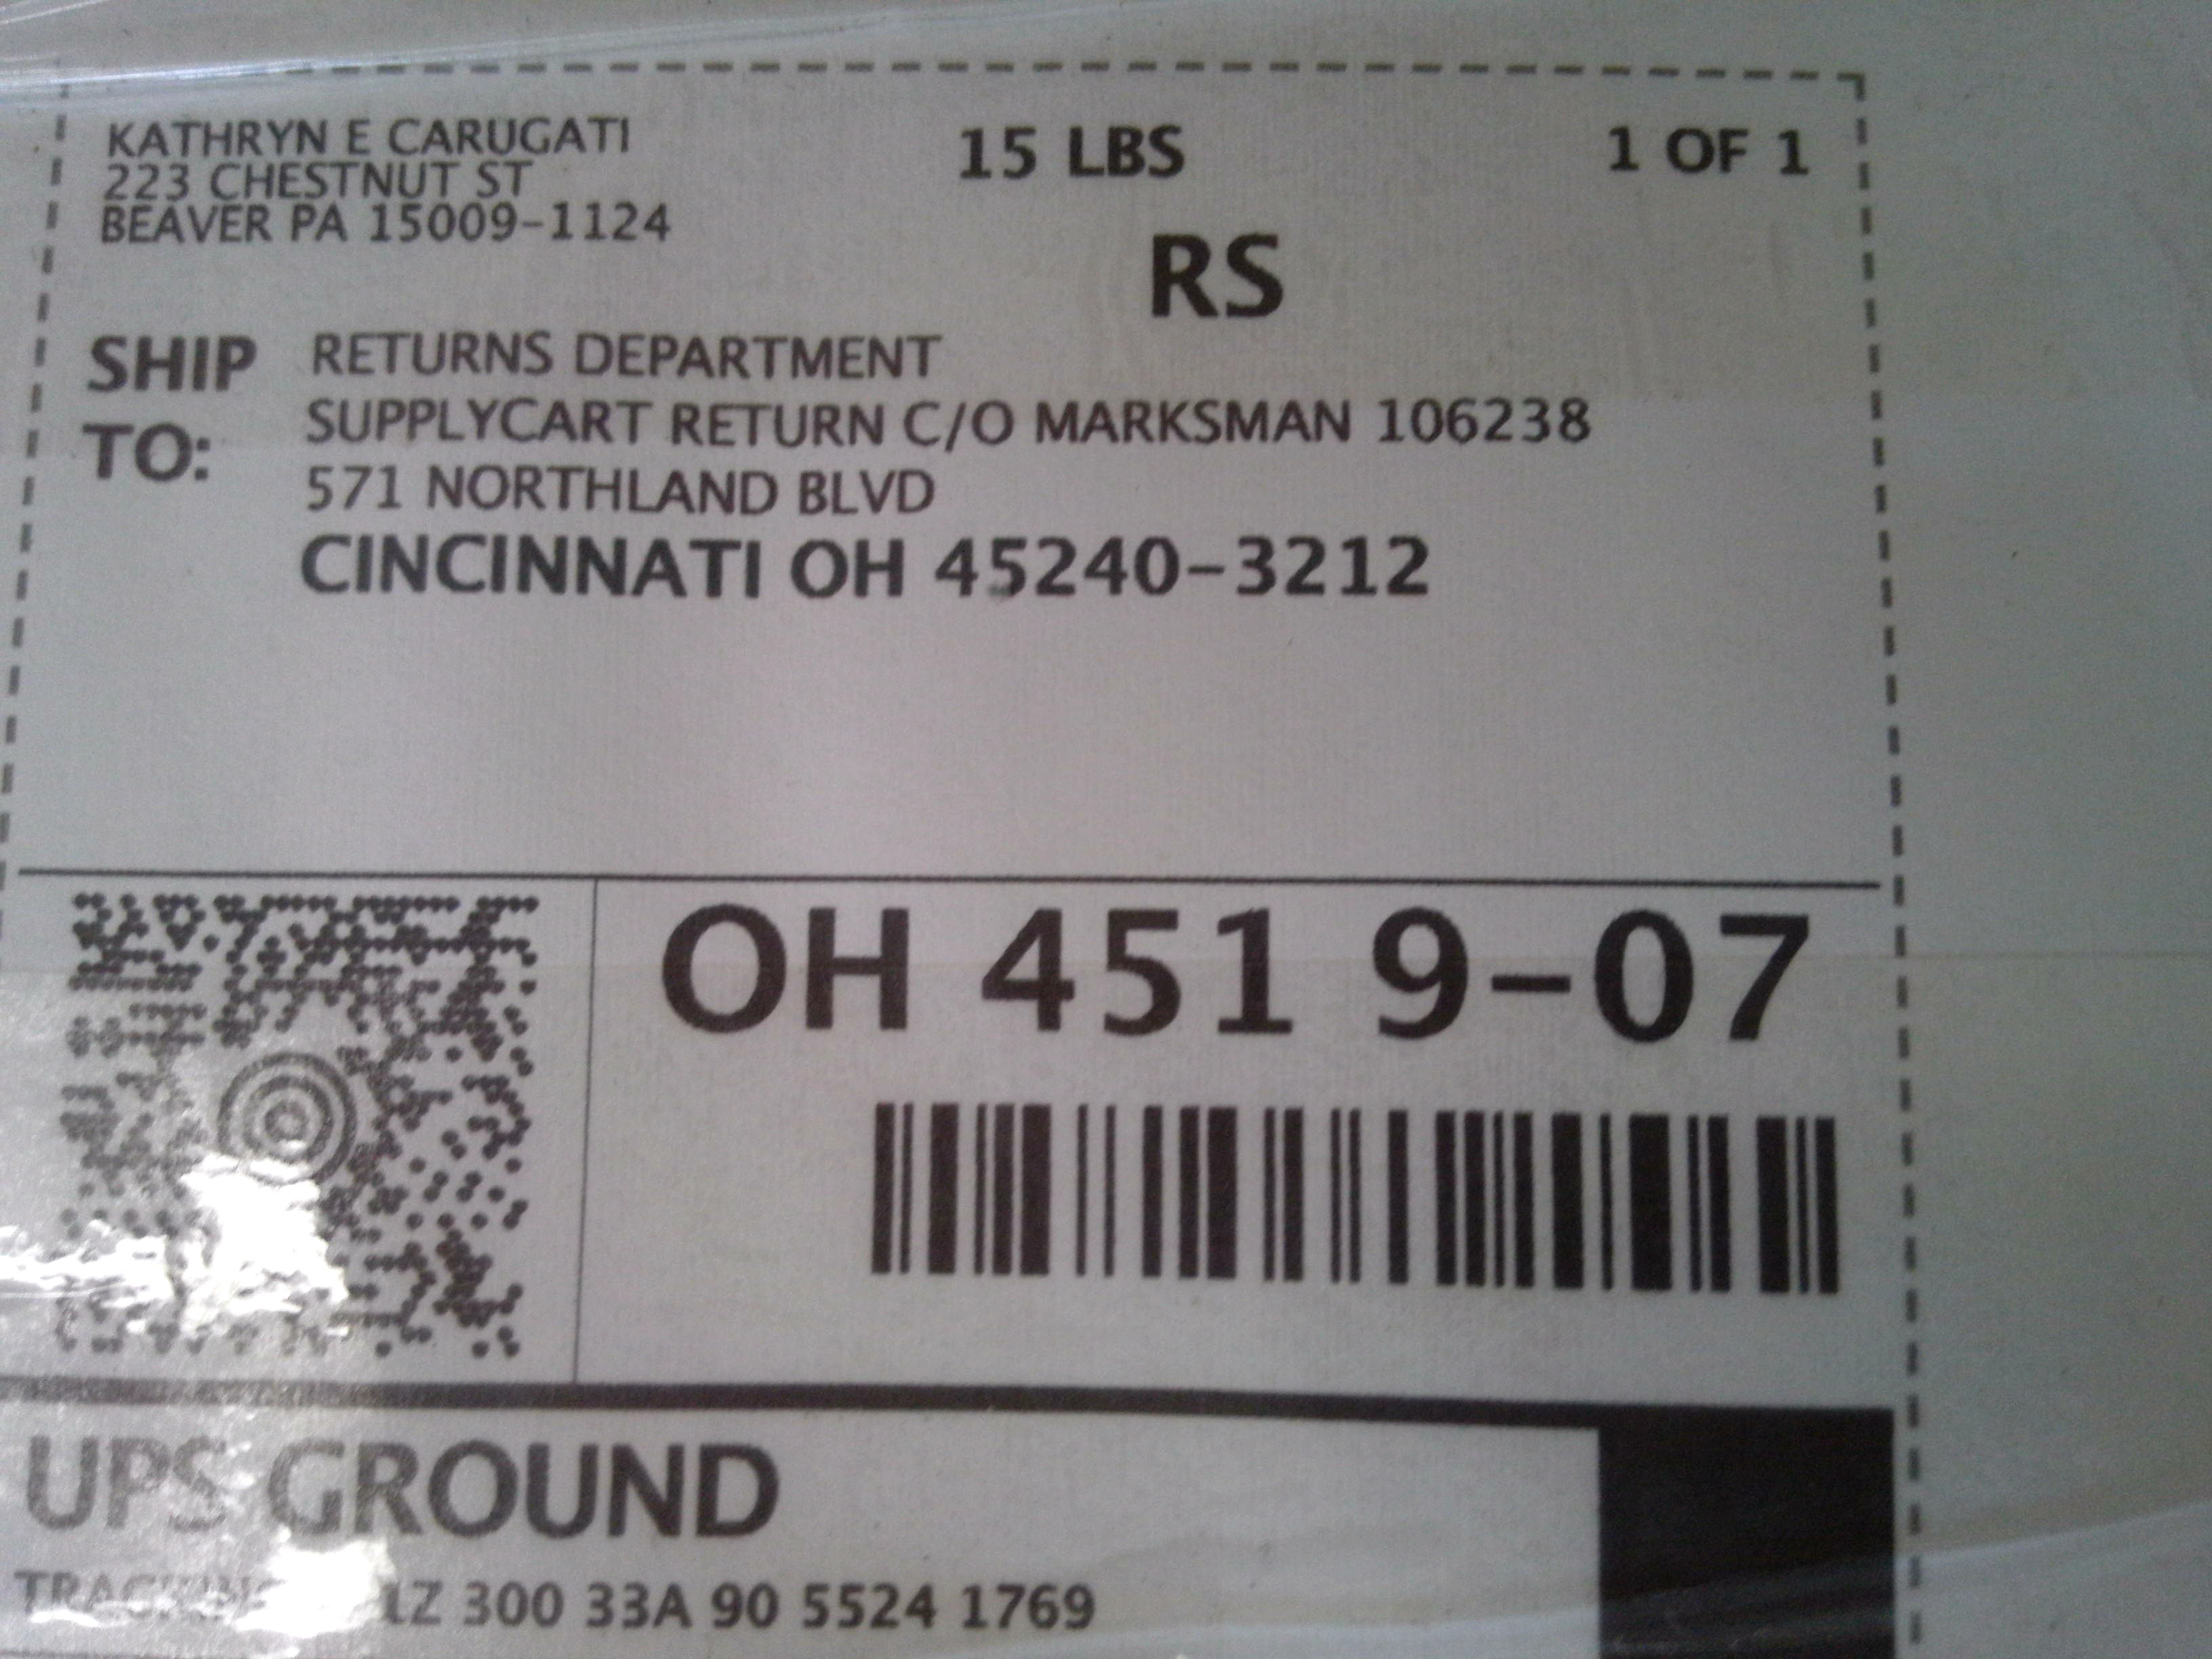 KATHRYN E CARUGATI
223 CHESTNUT ST
BEAVER PA 15009-1124
15 LBS
1 OF 1
RS
SHIP TO:
RETURNS DEPARTMENT
SUPPLYCART RETURN C/O MARKSMAN 106238
571 NORTHLAND BLVD
CINCINNATI OH 45240-3212
OH 451 9-07
UPS GROUND
TRACKING 1Z 300 33A 90 5524 1769